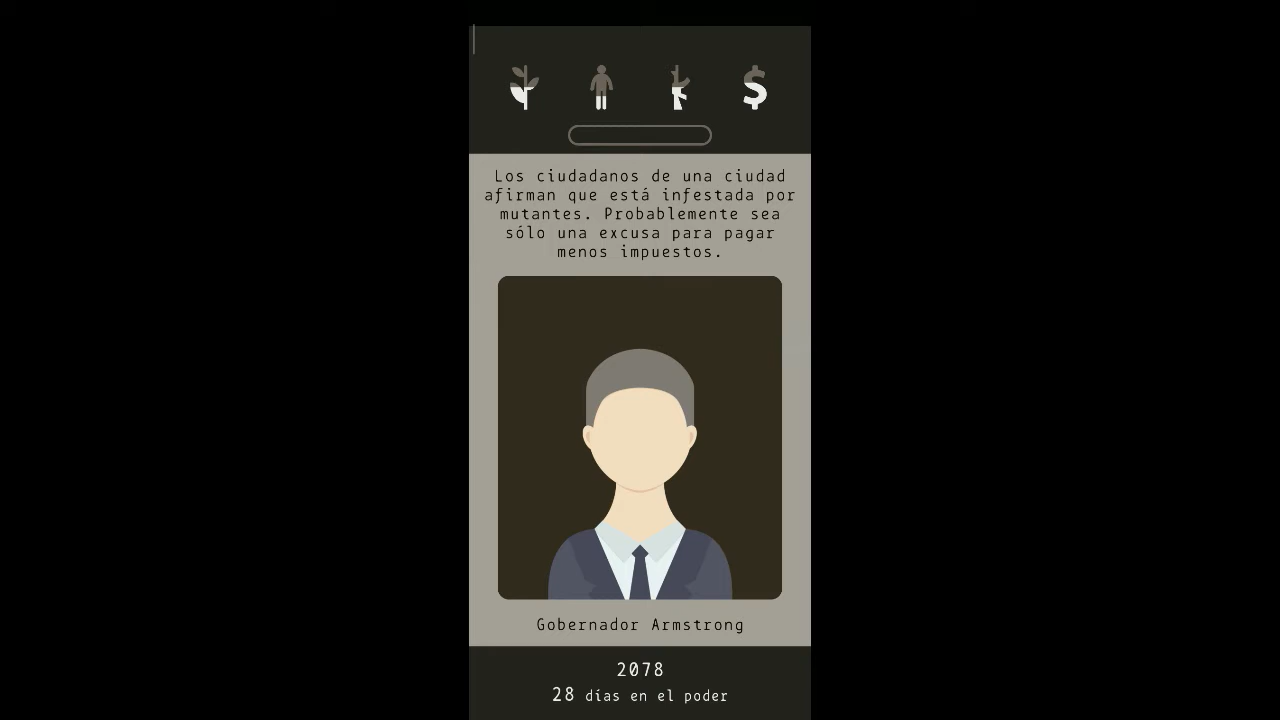 Los ciudadanos de una ciudad
afirman que está infestada por
mutantes. Probablemente sea
sólo una excusa para pagar
menos impuestos.
Gobernador Armstrong
2078
28 días en el poder